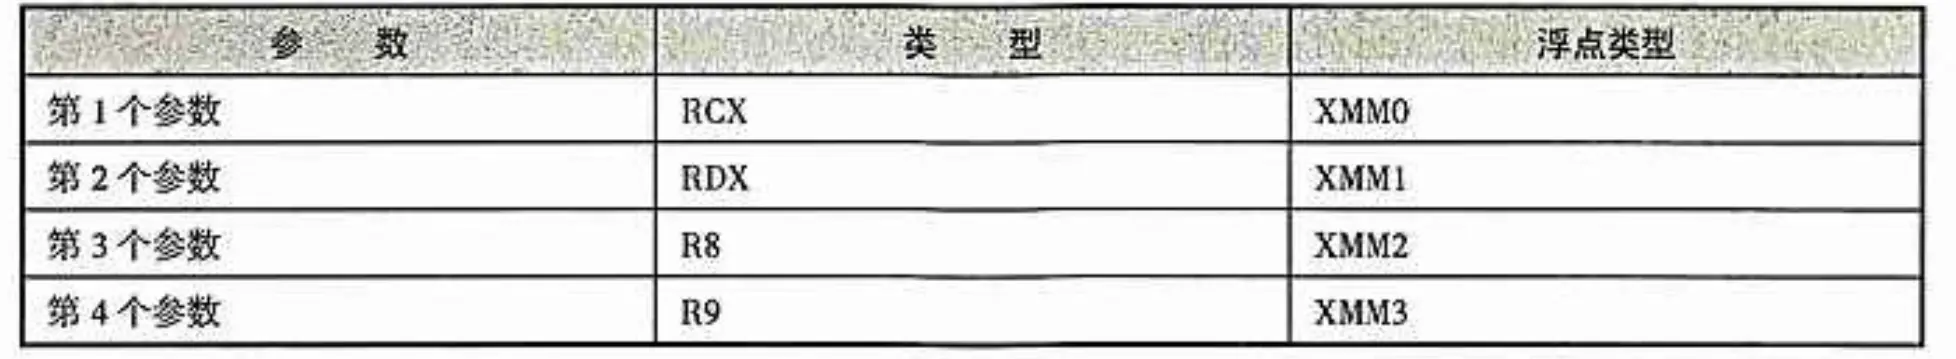 参 数 类 型 浮点类型
第 1 个参数 RCX XMM0
第 2 个参数 RDX XMM1
第 3 个参数 R8 XMM2
第 4 个参数 R9 XMM3